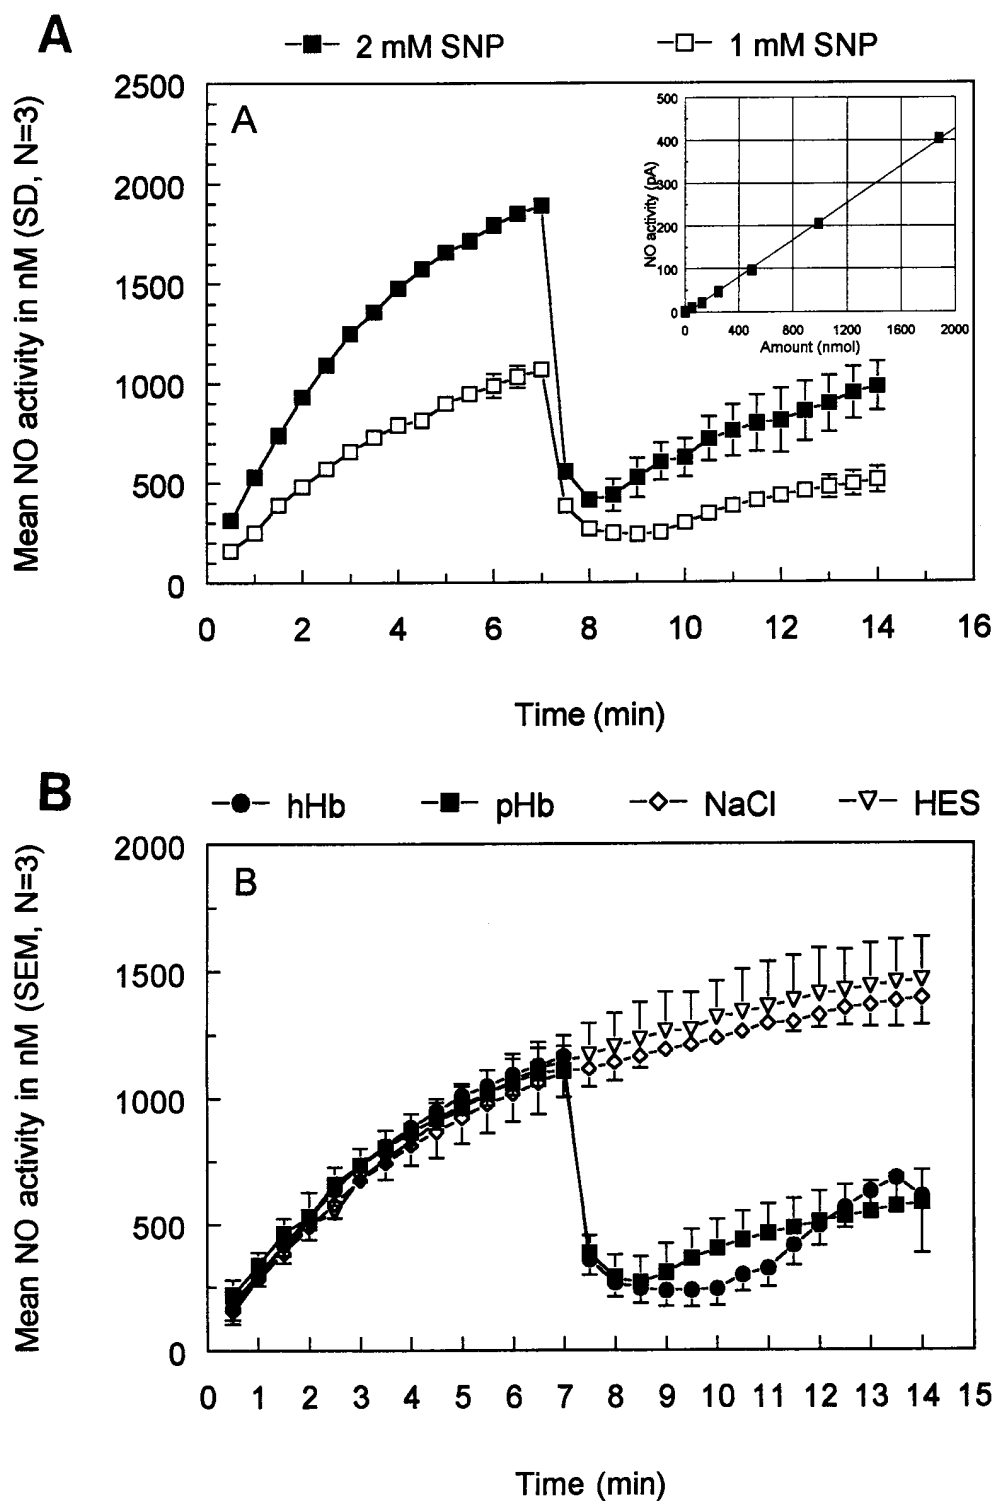 A
2 mM SNP
1 mM SNP
Mean NO activity in nM (SD, N=3)
2500
2000
1500
1000
500
0
A
NO activity (pA)
500
400
300
200
100
0
0 400 800 1200 1600 2000
Amount (nmol)
0 2 4 6 8 10 12 14 16
Time (min)
B
hHb
pHb
NaCl
HES
Mean NO activity in nM (SEM, N=3)
2000
1500
1000
500
0
B
0 1 2 3 4 5 6 7 8 9 10 11 12 13 14 15
Time (min)